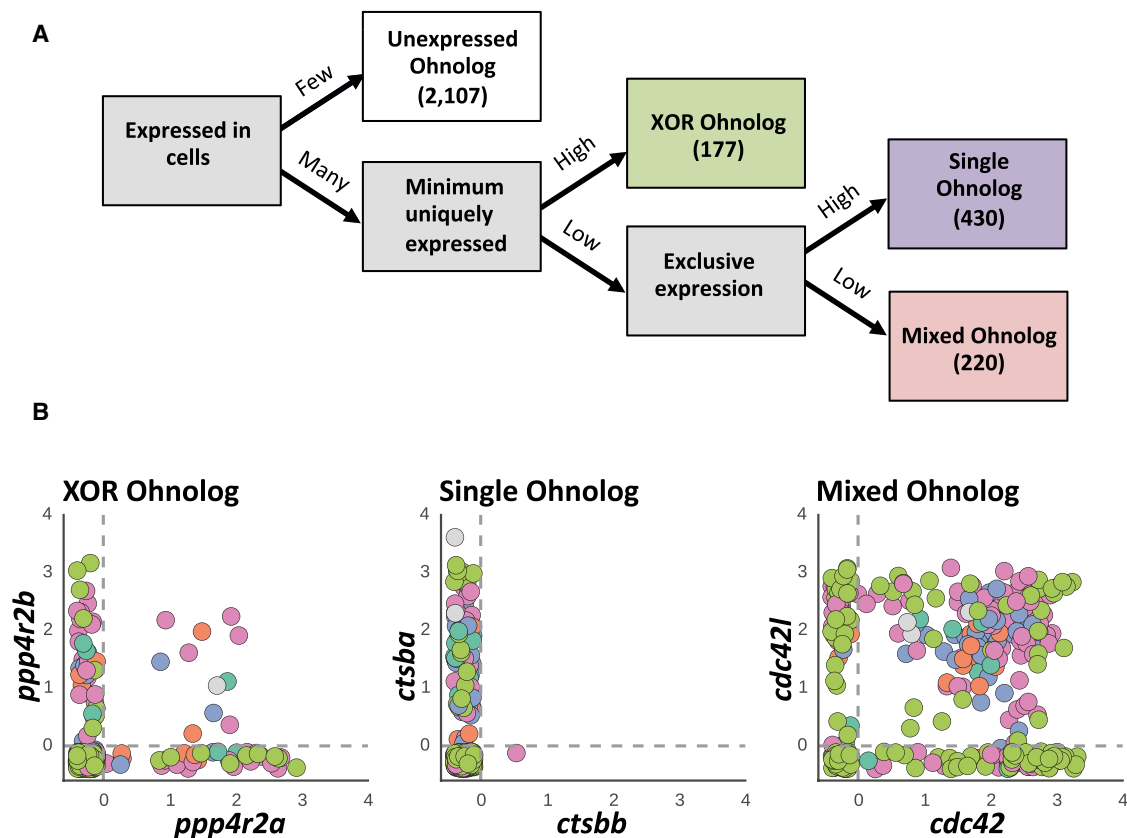 A
Expressed in
cells
Few
Many
Unexpressed
Ohnolog
(2,107)
Minimum
uniquely
expressed
High
Low
XOR Ohnolog
(177)
Exclusive
expression
High
Low
Single
Ohnolog
(430)
Mixed Ohnolog
(220)
B
XOR Ohnolog
4
3
2
1
0
ppp4r2b
0 1 2 3 4
ppp4r2a
Single Ohnolog
4
3
2
1
0
ctsba
0 1 2 3 4
ctsbb
Mixed Ohnolog
4
3
2
1
0
cdc42l
0 1 2 3 4
cdc42